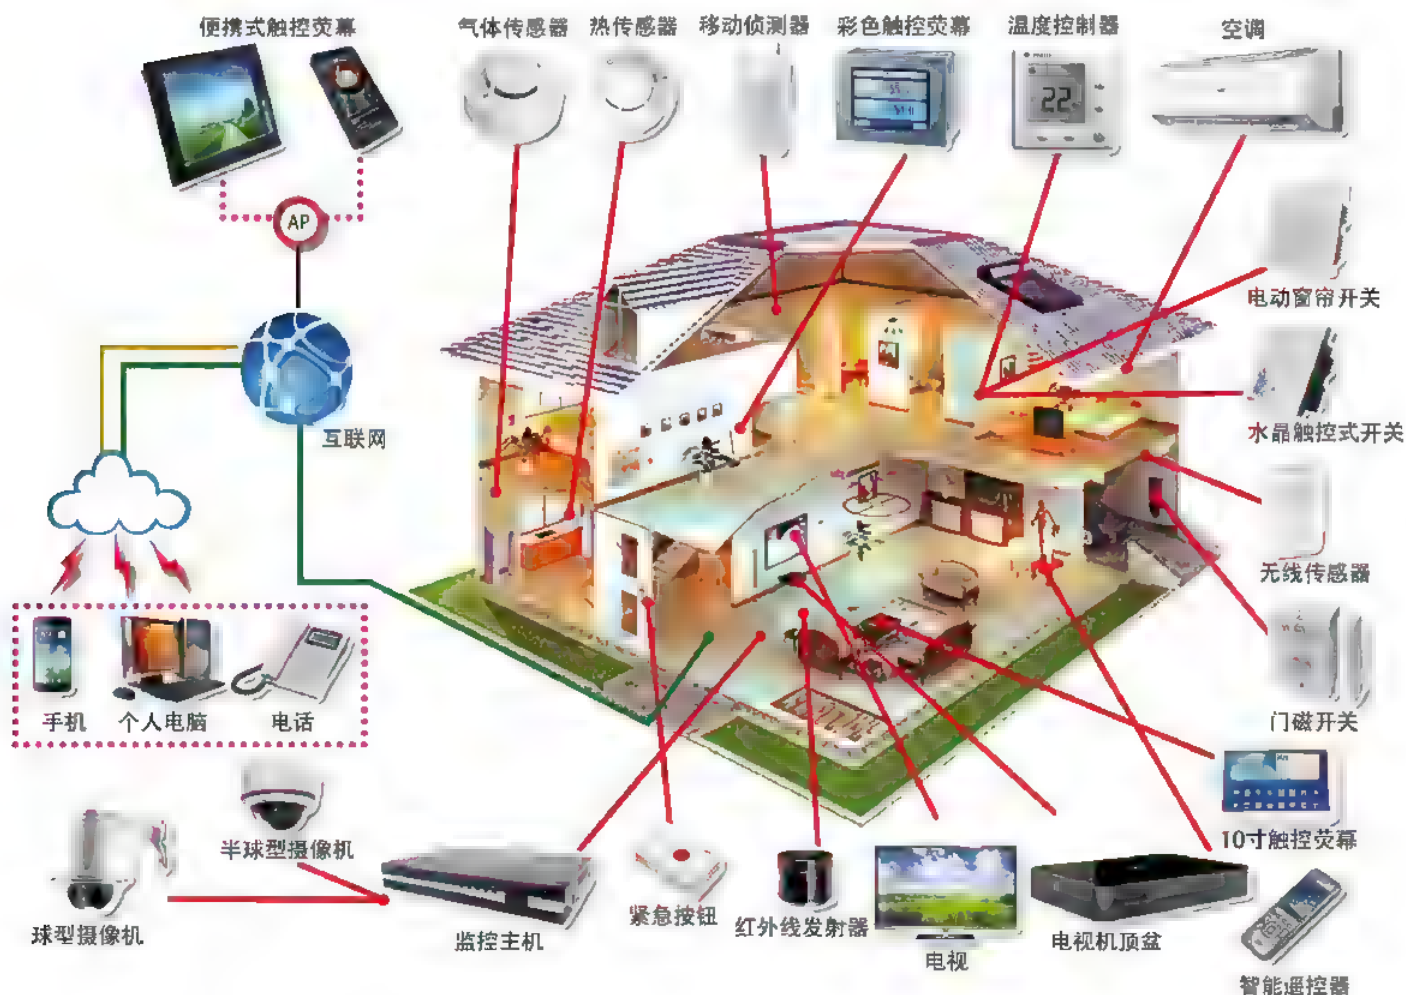 便携式触控荧幕
气体传感器
热传感器
移动侦测器
彩色触控荧幕
温度控制器
空调
22
AP
电动窗帘开关
互联网
水晶触控式开关
无线传感器
手机
个人电脑
电话
门磁开关
半球型摄像机
10寸触控荧幕
球型摄像机
监控主机
紧急按钮
红外线发射器
电视
电视机顶盆
智能遥控器